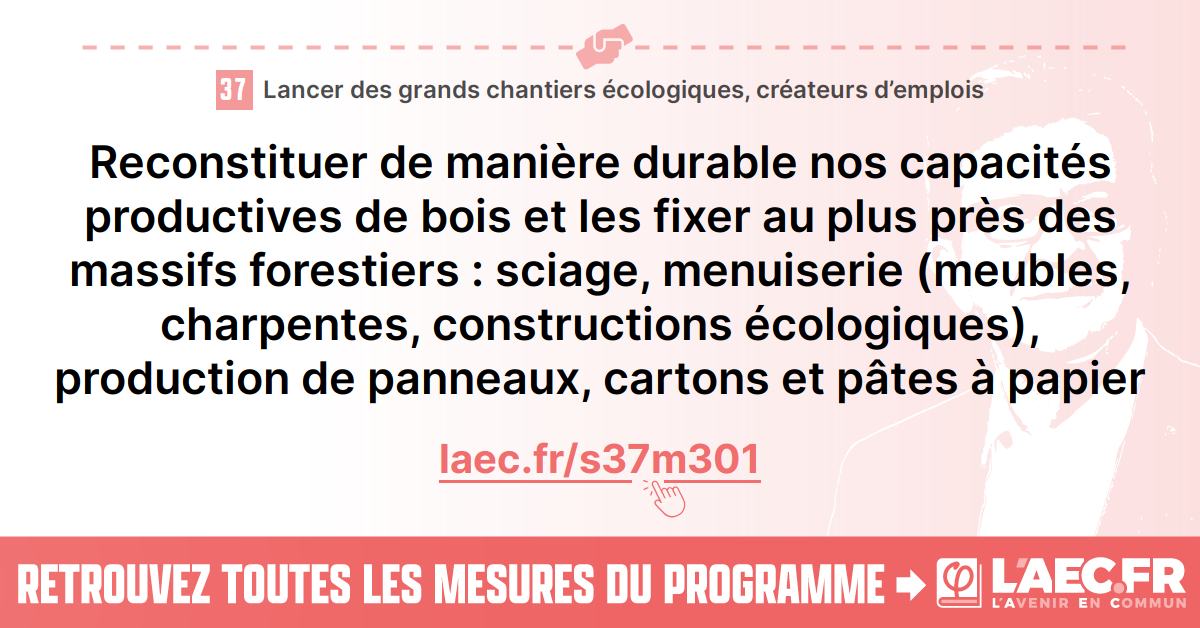 37 Lancer des grands chantiers écologiques, créateurs d’emplois
Reconstituer de manière durable nos capacités
productives de bois et les fixer au plus près des
massifs forestiers : sciage, menuiserie (meubles,
charpentes, constructions écologiques),
production de panneaux, cartons et pâtes à papier
laec.fr/s37m301
RETROUVEZ TOUTES LES MESURES DU PROGRAMME
φ L'AEC.FR
L'AVENIR EN COMMUN